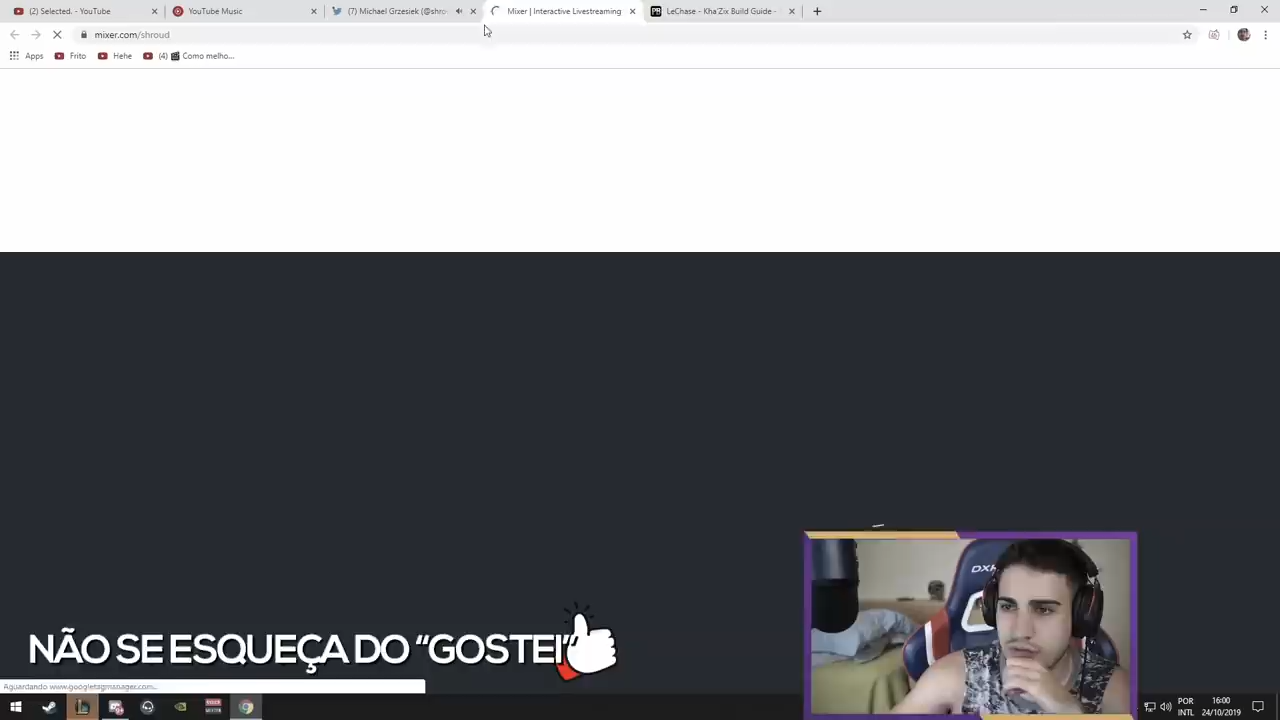 (2) Selected. - YouTube
YouTube Music
(7) Michael Grzesiek (@shro
Mixer | Interactive Livestreaming
LeChase - Kha'Zix Build Guide -
mixer.com/shroud
Apps
Frito
Hehe
(4)
Como melho...
DX
NÃO SE ESQUEÇA DO “GOSTEI”
Aguardando www.googletagmanager.com...
POR
INTL
16:00
24/10/2019